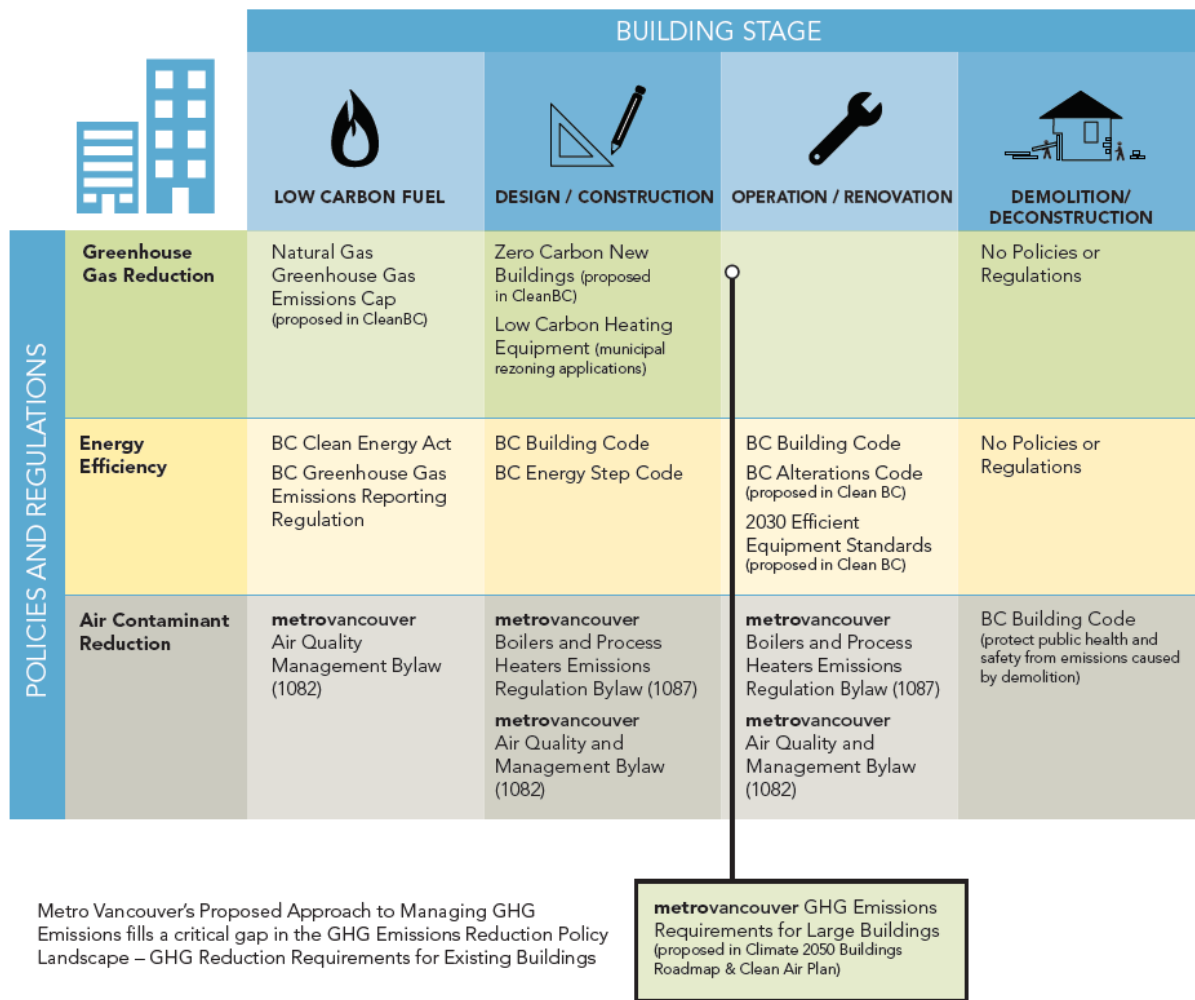 BUILDING STAGE
LOW CARBON FUEL
DESIGN / CONSTRUCTION
OPERATION / RENOVATION
DEMOLITION/
DECONSTRUCTION
POLICIES AND REGULATIONS
Greenhouse
Gas Reduction
Natural Gas
Greenhouse Gas
Emissions Cap
(proposed in CleanBC)
Zero Carbon New
Buildings (proposed
in CleanBC)
Low Carbon Heating
Equipment (municipal
rezoning applications)
No Policies or
Regulations
Energy
Efficiency
BC Clean Energy Act
BC Greenhouse Gas
Emissions Reporting
Regulation
BC Building Code
BC Energy Step Code
BC Building Code
BC Alterations Code
(proposed in Clean BC)
2030 Efficient
Equipment Standards
(proposed in Clean BC)
No Policies or
Regulations
Air Contaminant
Reduction
metrovancouver
Air Quality
Management Bylaw
(1082)
metrovancouver
Boilers and Process
Heaters Emissions
Regulation Bylaw (1087)
metrovancouver
Air Quality and
Management Bylaw
(1082)
metrovancouver
Boilers and Process
Heaters Emissions
Regulation Bylaw (1087)
metrovancouver
Air Quality and
Management Bylaw
(1082)
BC Building Code
(protect public health and
safety from emissions caused
by demolition)
Metro Vancouver's Proposed Approach to Managing GHG
Emissions fills a critical gap in the GHG Emissions Reduction Policy
Landscape – GHG Reduction Requirements for Existing Buildings
metrovancouver GHG Emissions
Requirements for Large Buildings
(proposed in Climate 2050 Buildings
Roadmap & Clean Air Plan)